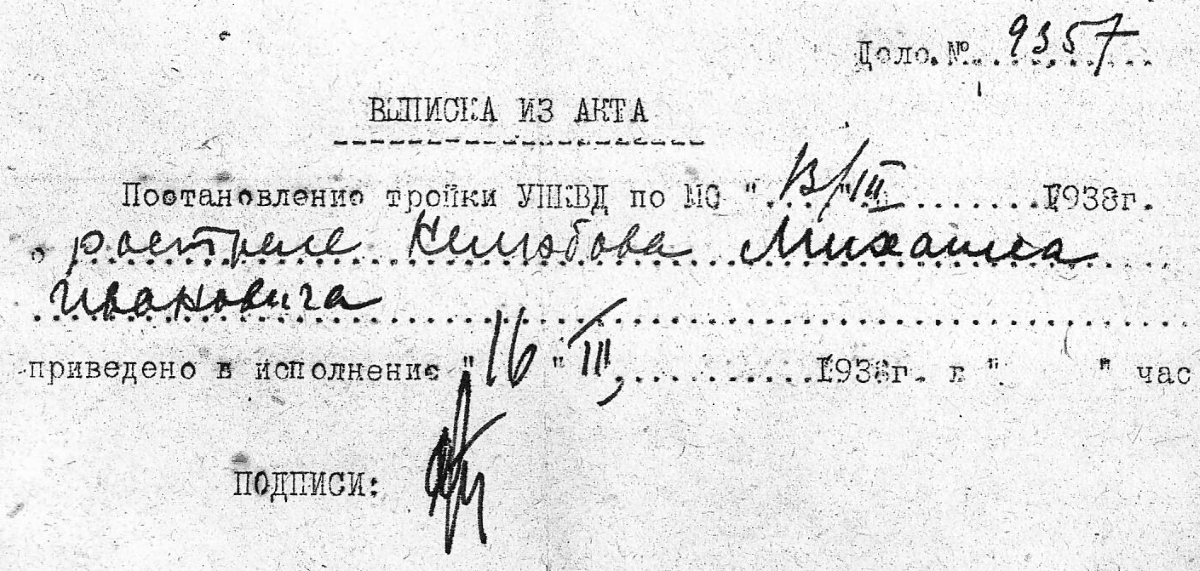 Дело № 9357
ВЫПИСКА ИЗ АКТА
Постановление тройки УНКВД по МО "13/III 1938г.
о расстреле Михаила
Ивановича
приведено в исполнение "16" III, 1938г. в " " час
ПОДПИСИ: